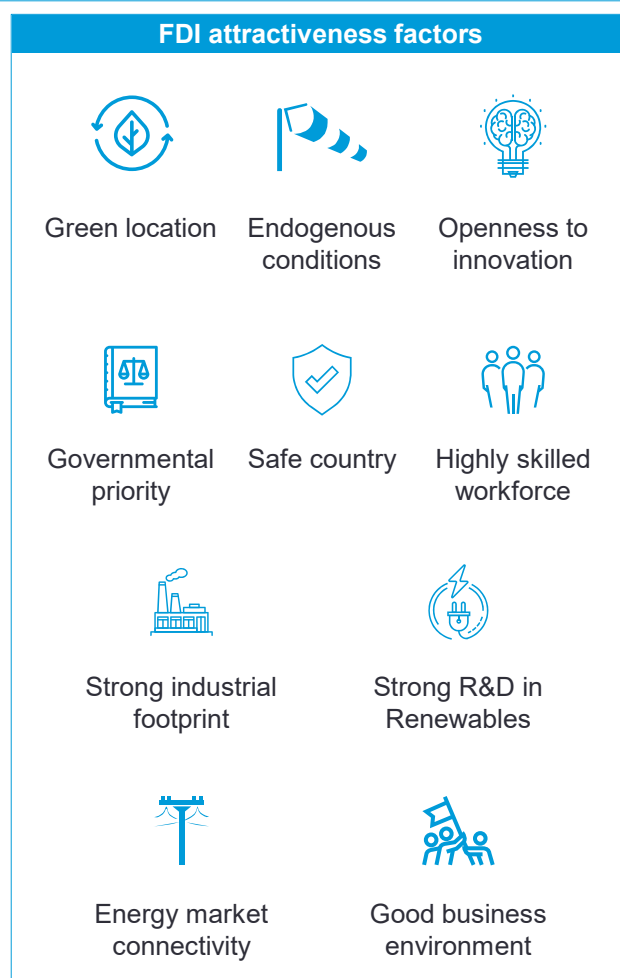 FDI attractiveness factors
Green location
Endogenous
conditions
Openness to
innovation
Governmental
priority
Safe country
Highly skilled
workforce
Strong industrial
footprint
Strong R&D in
Renewables
Energy market
connectivity
Good business
environment